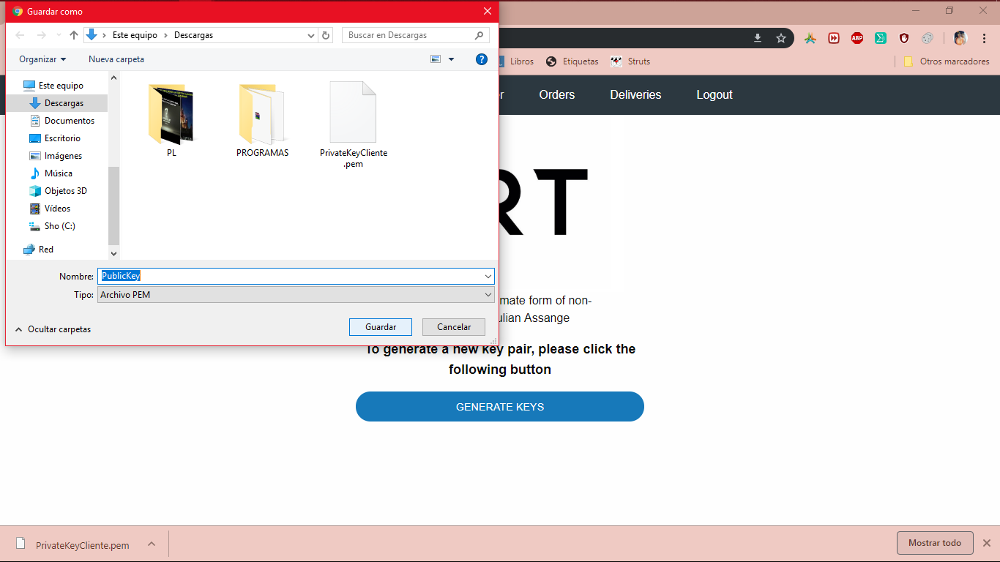 Guardar como
Este equipo
Descargas
Buscar en Descargas
Organizar
Nueva carpeta
Este equipo
Descargas
Documentos
Escritorio
Imágenes
Música
Objetos 3D
Vídeos
Sho (C:)
Red
PL
PROGRAMAS
PrivateKeyCliente
.pem
Nombre:
PublicKey
Tipo:
Archivo PEM
Ocultar carpetas
Guardar
Cancelar
ABP
Libros
Etiquetas
Struts
Otros marcadores
Orders
Deliveries
Logout
RT
mate form of non-
Assange
To generate a new key pair, please click the
following button
GENERATE KEYS
PrivateKeyCliente.pem
Mostrar todo